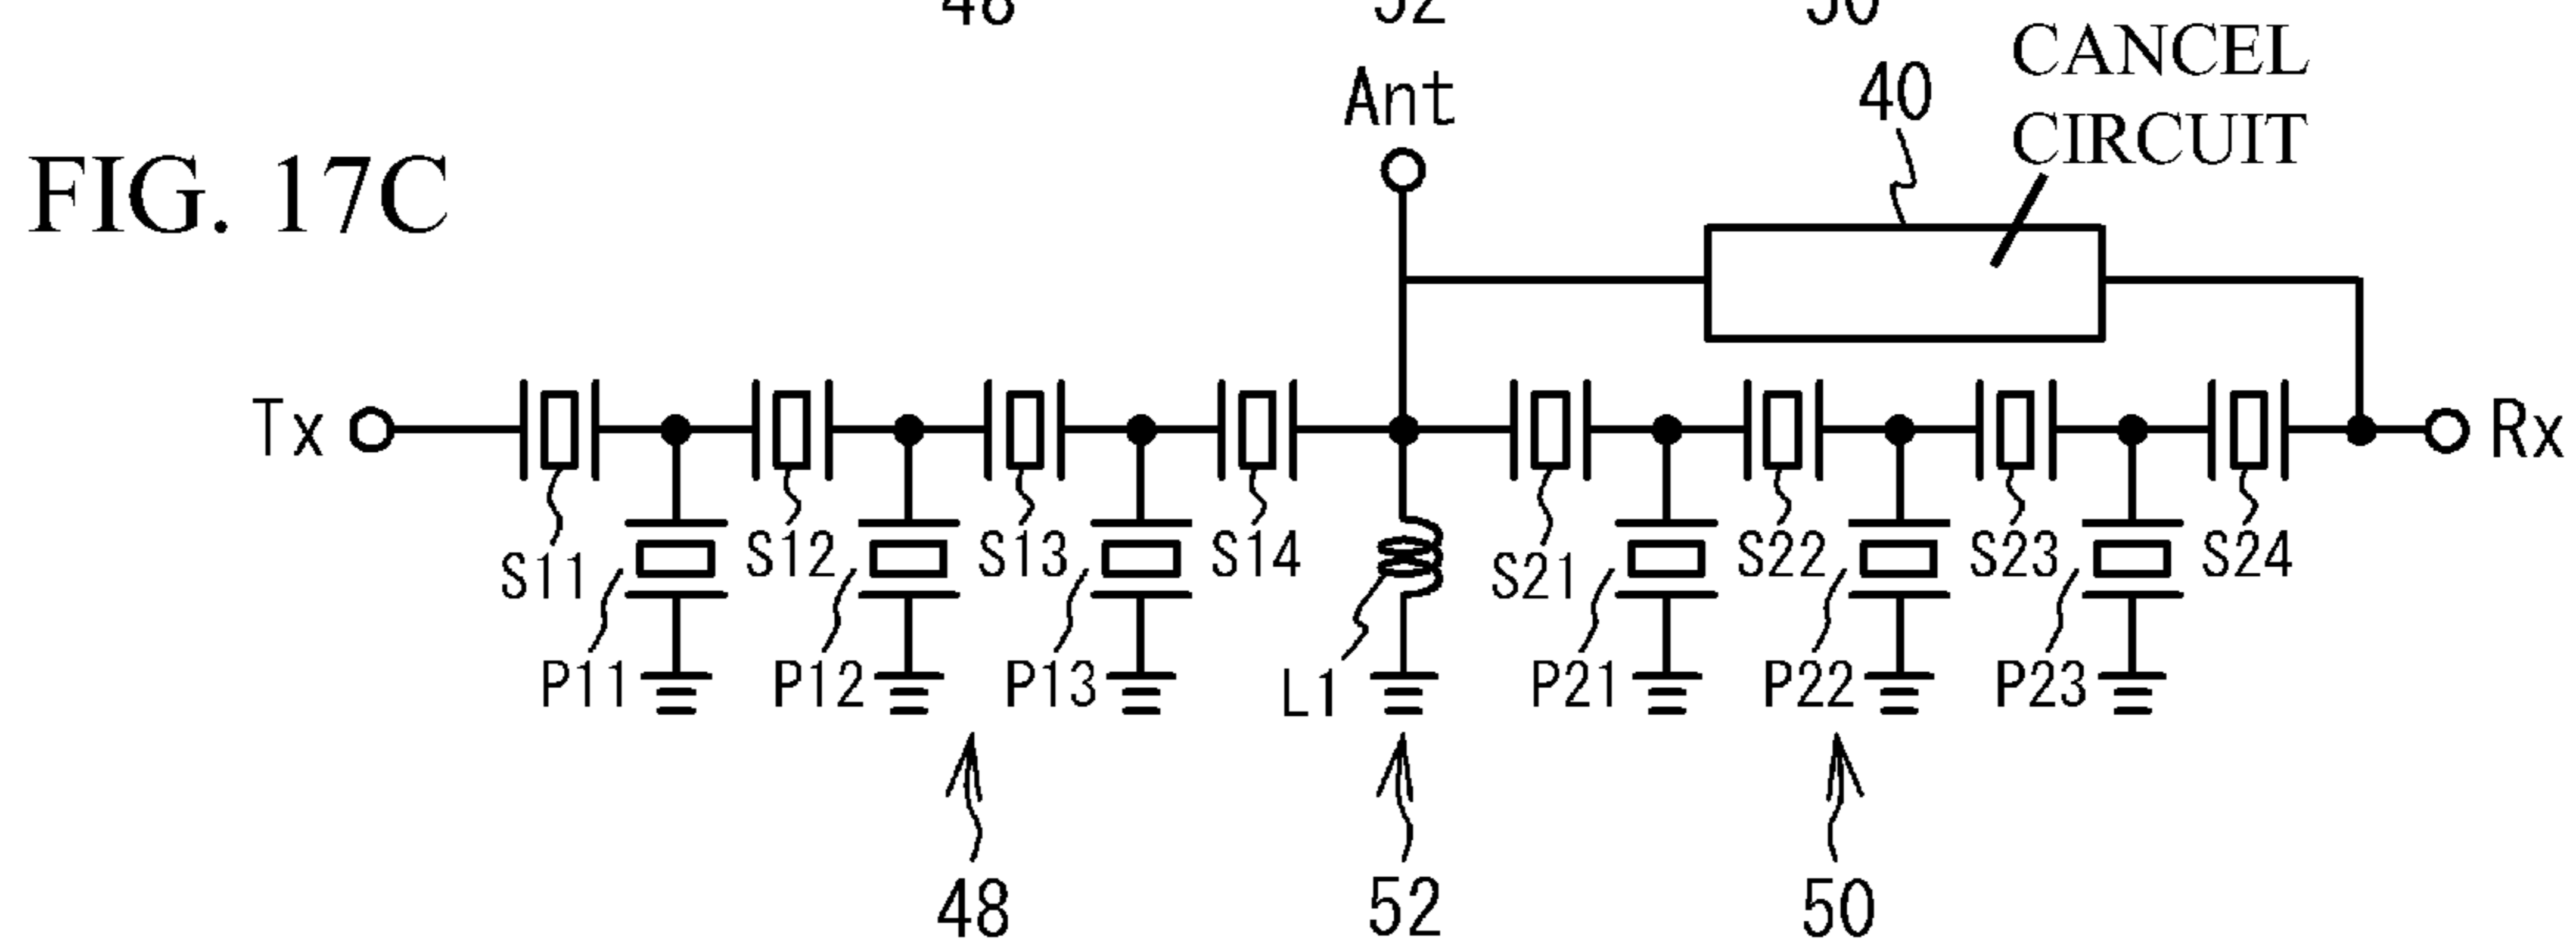 48 52 50
CANCEL
CIRCUIT
40
Ant
FIG. 17C
Tx
Rx
S11 S12 S13 S14 S21 S22 S23 S24
P11 P12 P13 L1 P21 P22 P23
48 52 50